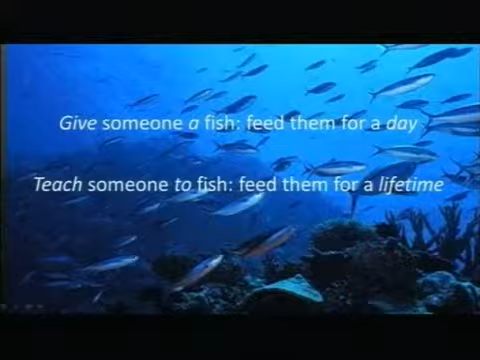 Give someone a fish: feed them for a day
Teach someone to fish: feed them for a lifetime